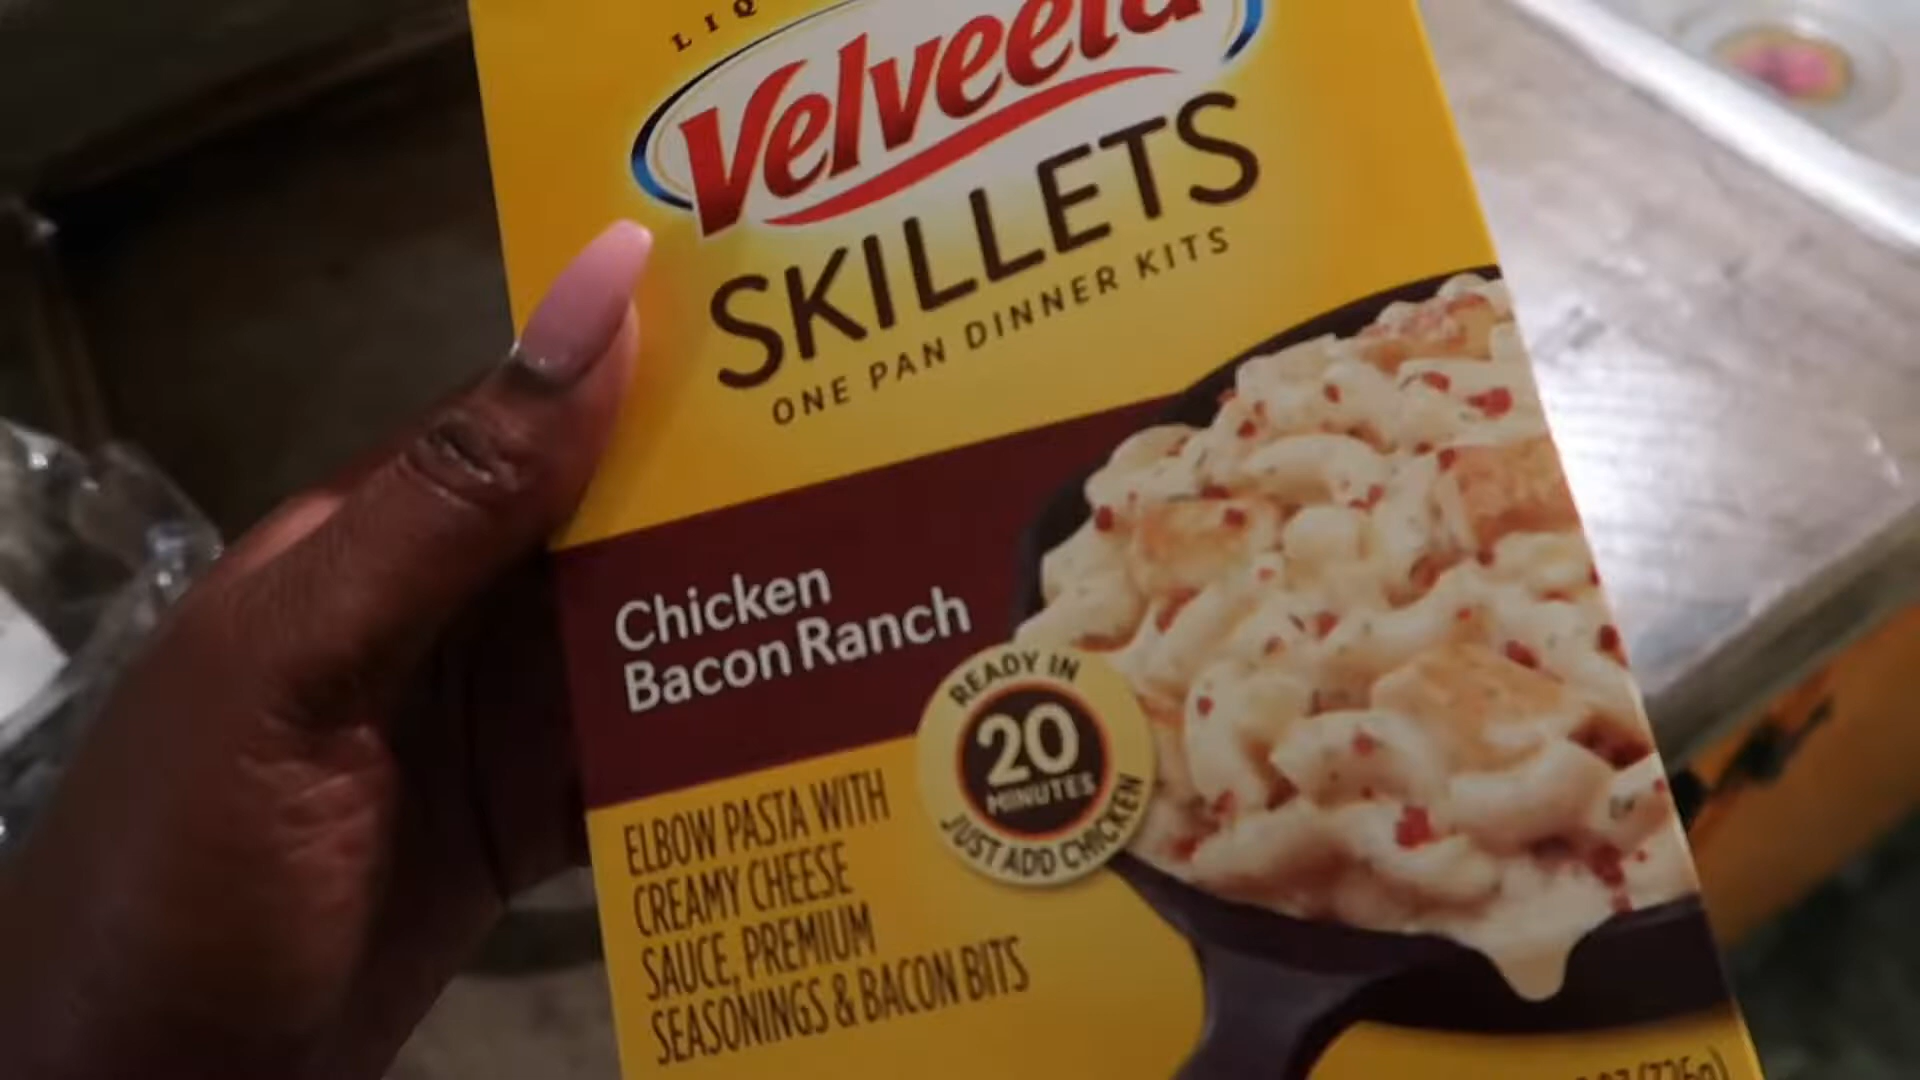 Velveeta
SKILLETS
ONE PAN DINNER KITS
Chicken
Bacon Ranch
READY IN
20
MINUTES
JUST ADD CHICKEN
ELBOW PASTA WITH
CREAMY CHEESE
SAUCE, PREMIUM
SEASONINGS & BACON BITS